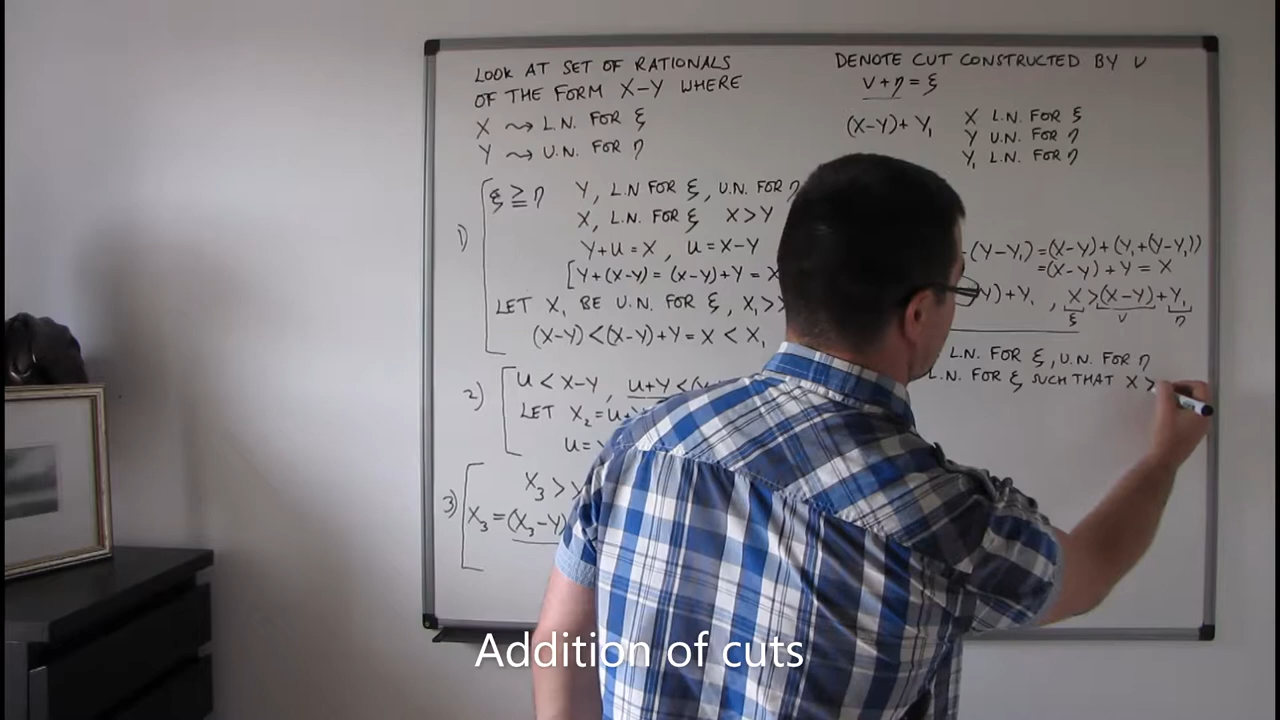 LOOK AT SET OF RATIONALS
OF THE FORM X-Y WHERE
X ⇝ L.N. FOR ξ
Y ⇝ U.N. FOR η
1) ξ ≧ η Y, L.N FOR ξ, U.N. FOR η
X, L.N. FOR ξ X > Y
Y+U = X, U = X-Y
[Y+(X-Y) = (X-Y)+Y =
LET X₁ BE U.N. FOR ξ, X₁ >
(X-Y) < (X-Y)+Y = X < X₁
2) U < X-Y, U+Y <
LET X₂ =
U =
3) X₃ >
X₃ = (X₃-Y)
DENOTE CUT CONSTRUCTED BY υ
υ + η = ξ
(X-Y)+Y₁ X L.N. FOR ξ
Y U.N. FOR η
Y₁ L.N. FOR η
(Y-Y₁) = (X-Y)+(Y₁+(Y-Y₁))
=(X-Y)+Y = X
Y)+Y₁, X > (X-Y)+Y₁
ξ υ η
L.N. FOR ξ, U.N. FOR η
L.N. FOR ξ SUCH THAT X >
Addition of cuts